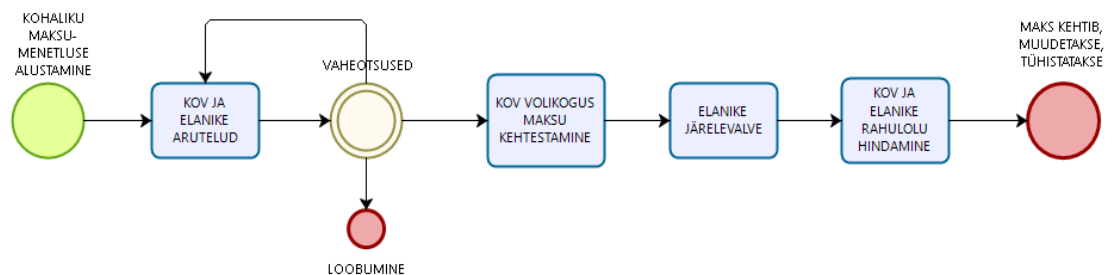 KOHALIKU
MAKSU-
MENETLUSE
ALUSTAMINE
KOV JA
ELANIKE
ARUTELUD
VAHEOTSUSED
LOOBUMINE
KOV VOLIKOGUS
MAKSU
KEHTESTAMINE
ELANIKE
JÄRELEVALVE
KOV JA
ELANIKE
RAHULOLU
HINDAMINE
MAKS KEHTIB,
MUUDETAKSE,
TÜHISTATAKSE